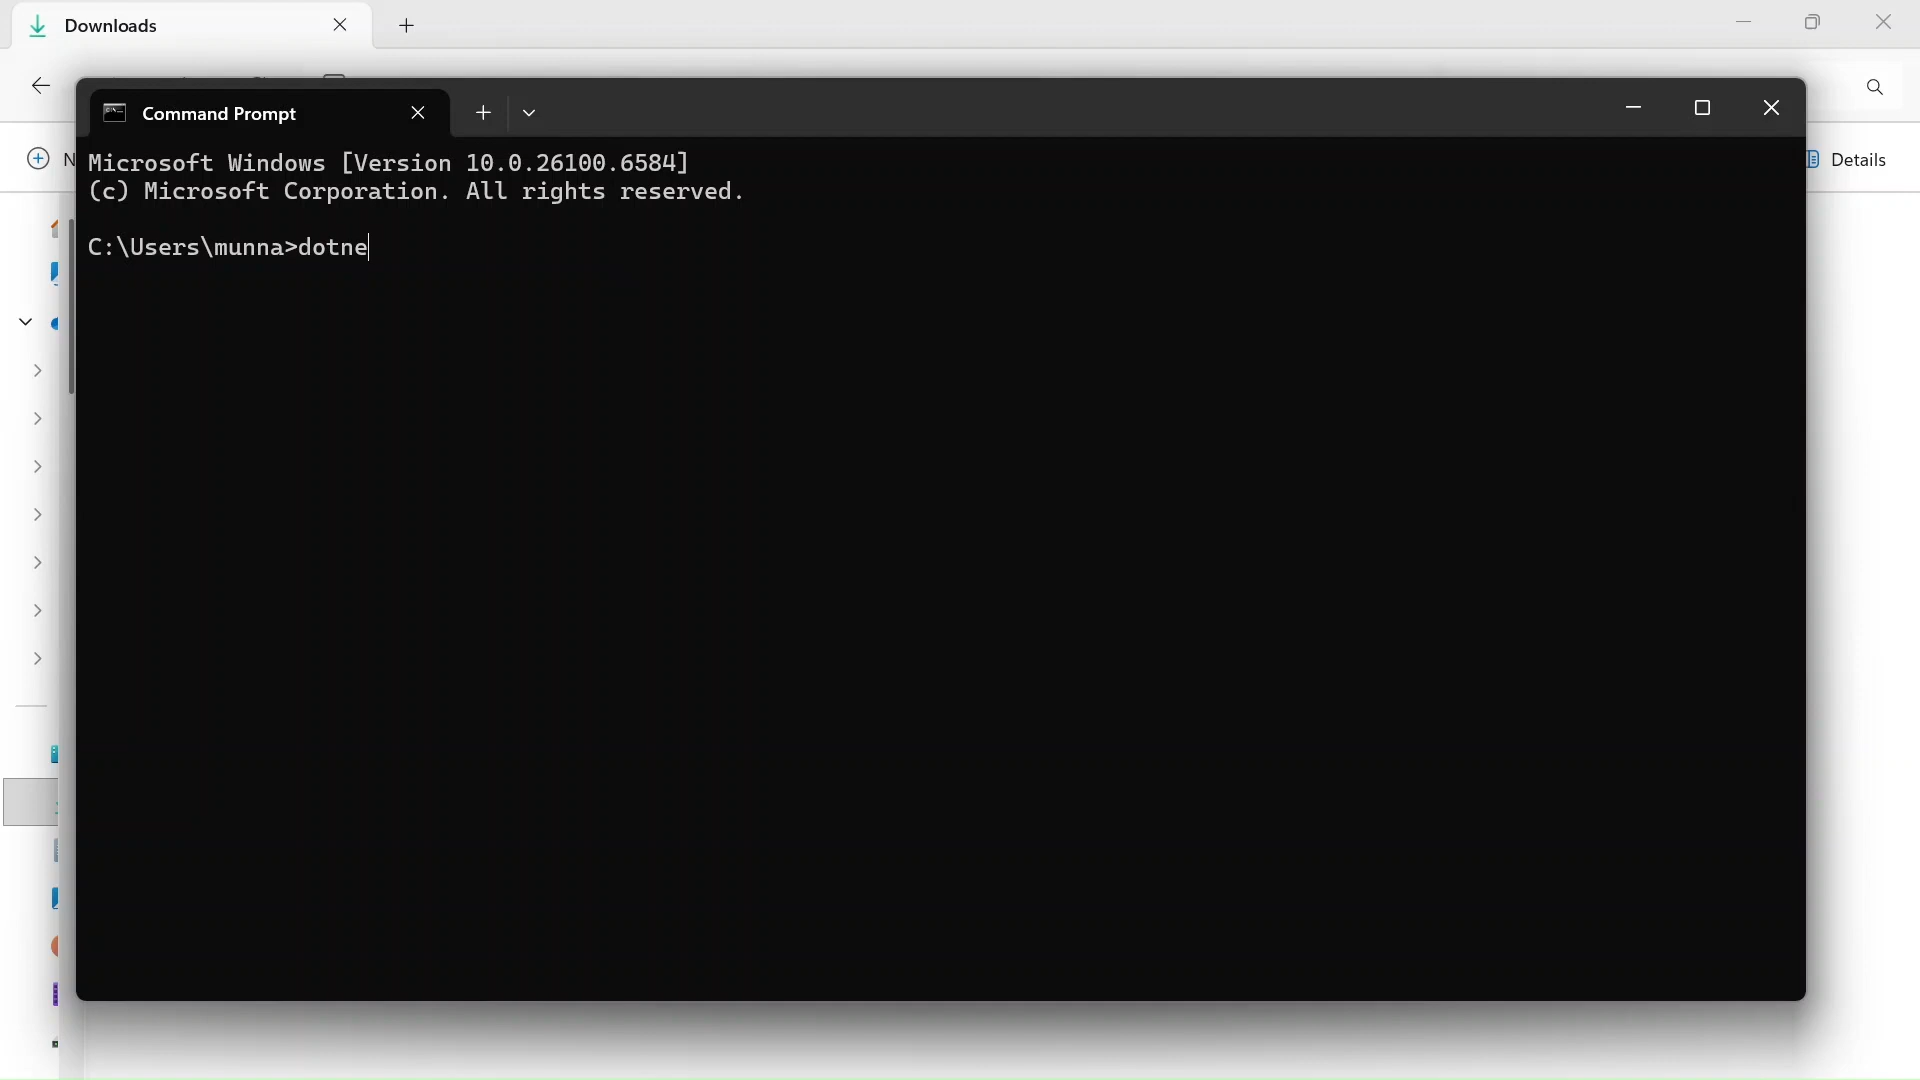 Downloads
Command Prompt
N
Microsoft Windows [Version 10.0.26100.6584]
(c) Microsoft Corporation. All rights reserved.
C:\Users\munna>dotne
Details